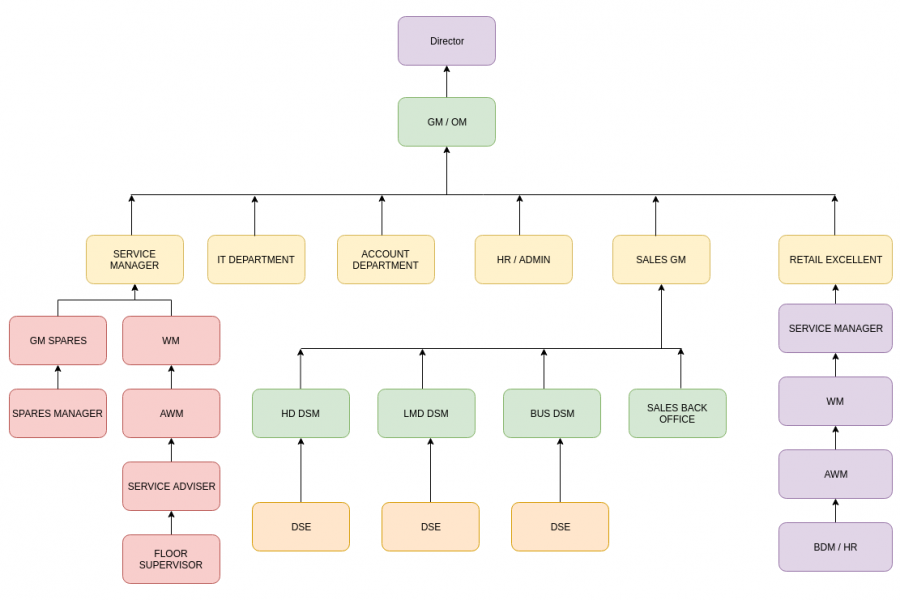 Director
GM / OM
SERVICE
MANAGER
IT DEPARTMENT
ACCOUNT
DEPARTMENT
HR / ADMIN
SALES GM
RETAIL EXCELLENT
GM SPARES
WM
SERVICE MANAGER
SPARES MANAGER
AWM
HD DSM
LMD DSM
BUS DSM
SALES BACK
OFFICE
WM
SERVICE ADVISER
AWM
DSE
DSE
DSE
FLOOR
SUPERVISOR
BDM / HR